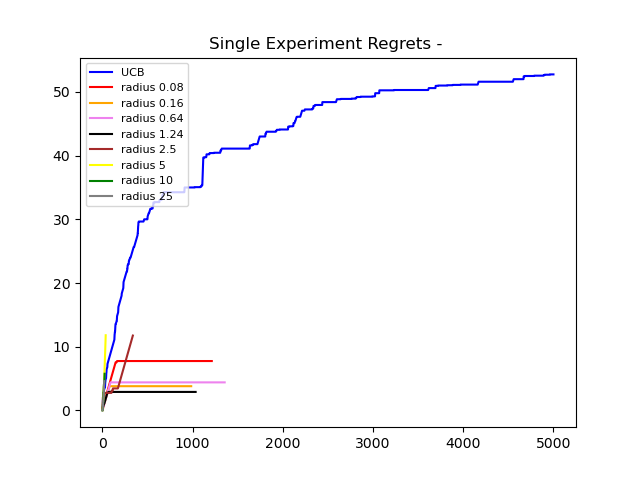 Single Experiment Regrets -
UCB
radius 0.08
radius 0.16
radius 0.64
radius 1.24
radius 2.5
radius 5
radius 10
radius 25
50
40
30
20
10
0
0 1000 2000 3000 4000 5000